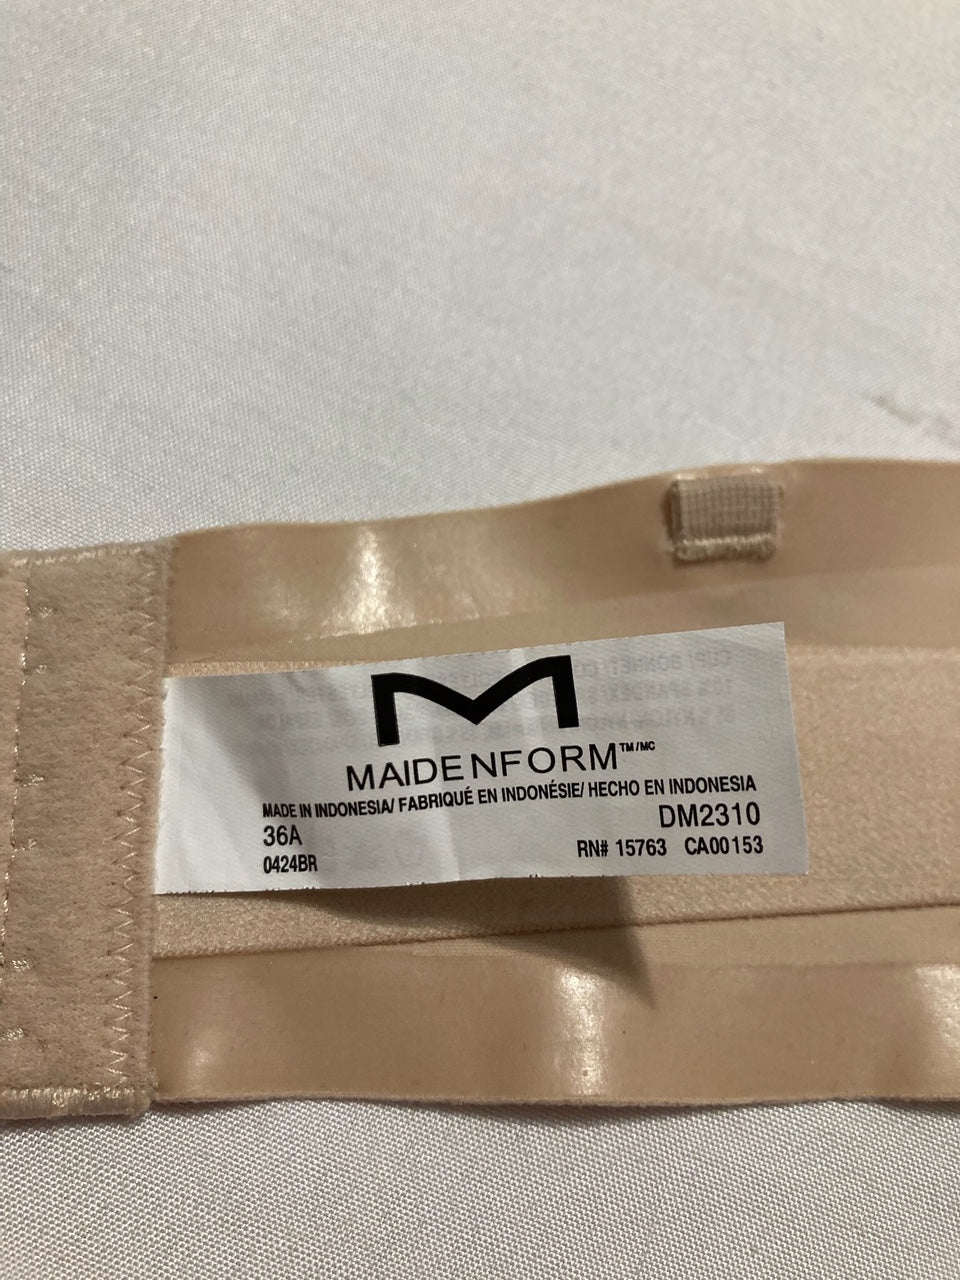 MAIDENFORM™/MC
MADE IN INDONESIA/ FABRIQUÉ EN INDONÉSIE/ HECHO EN INDONESIA
36A DM2310
0424BR RN# 15763 CA00153